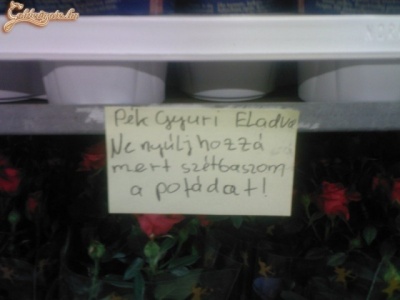 Pék Gyuri Eladva
Ne nyúlj hozzá
mert szétbaszom
a pofádat!